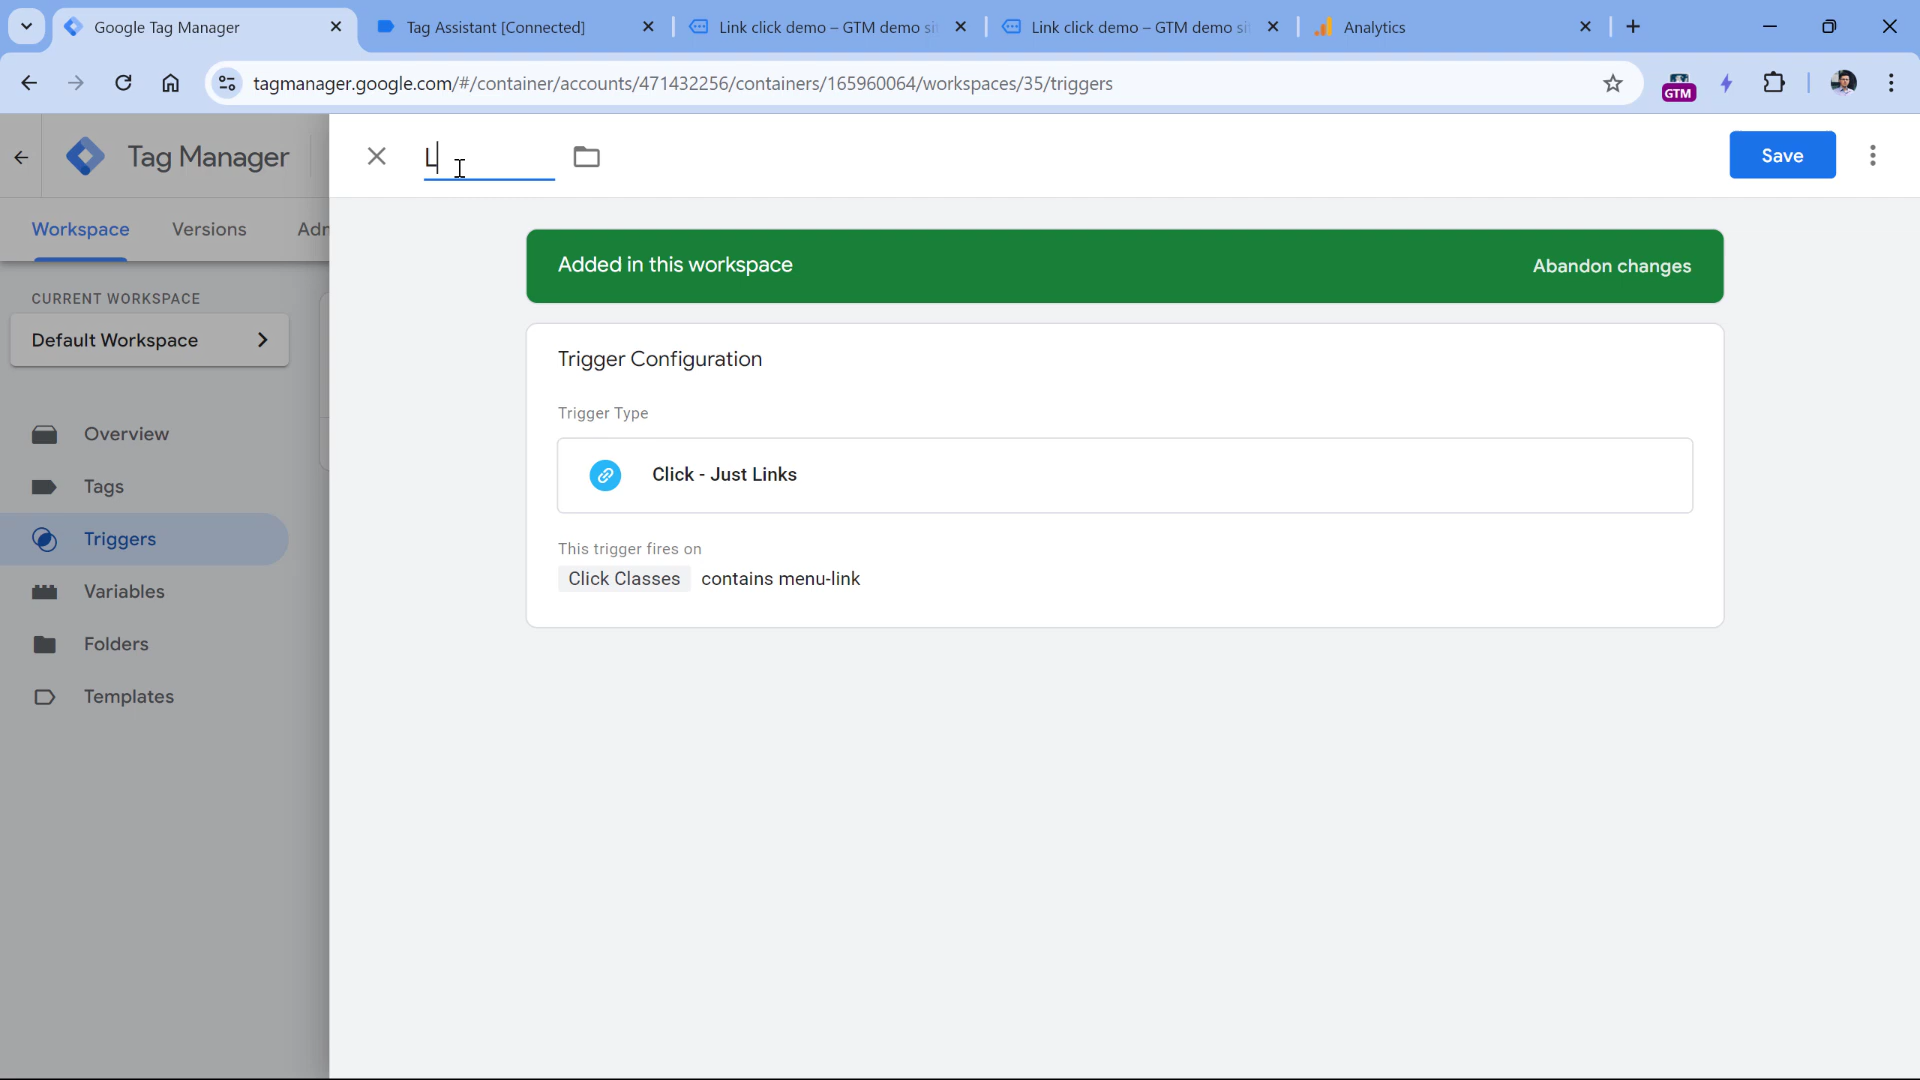 Google Tag Manager
Tag Assistant [Connected]
Link click demo – GTM demo si
Link click demo – GTM demo si
Analytics
tagmanager.google.com/#/container/accounts/471432256/containers/165960064/workspaces/35/triggers
GTM
Tag Manager
L
Save
Workspace
Versions
Adm
Added in this workspace
Abandon changes
CURRENT WORKSPACE
Default Workspace
Trigger Configuration
Trigger Type
Overview
Click - Just Links
Tags
Triggers
This trigger fires on
Click Classes contains menu-link
Variables
Folders
Templates